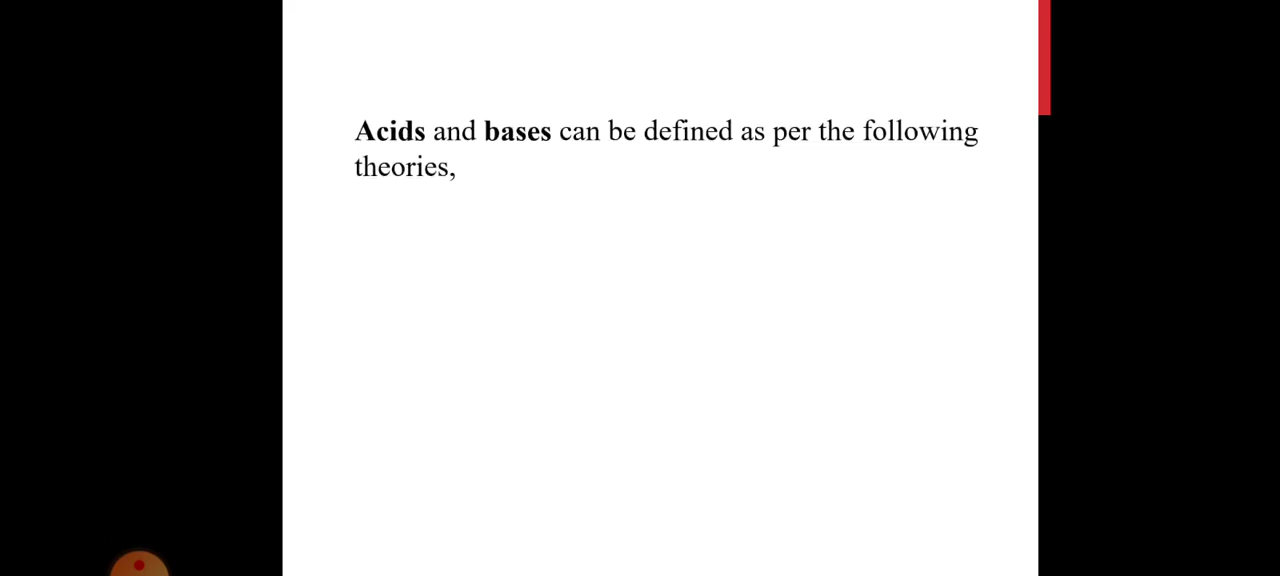 Acids and bases can be defined as per the following
theories,